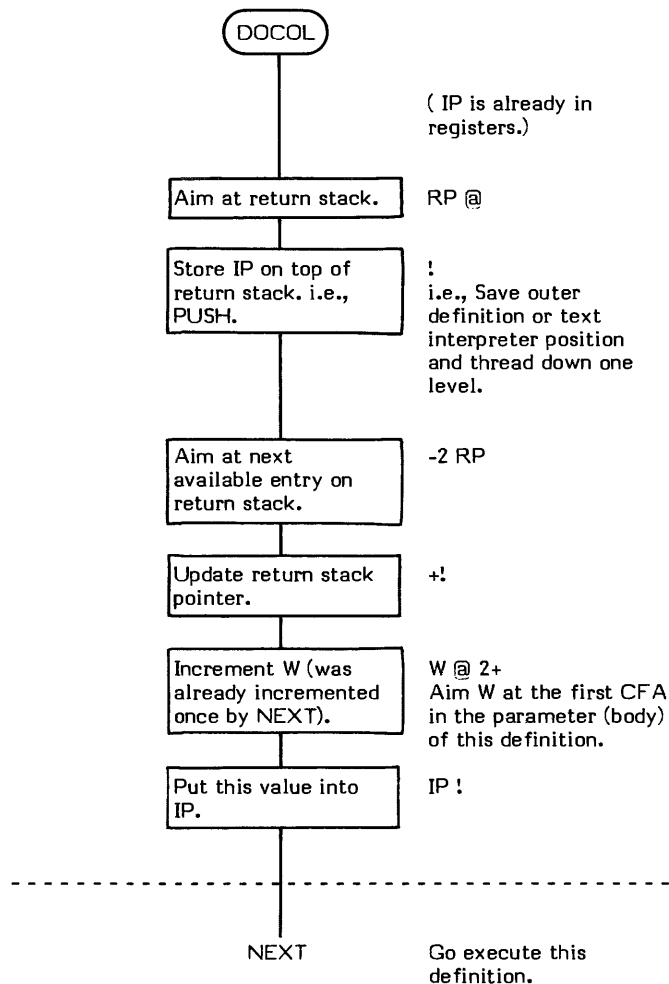 DOCOL
( IP is already in
registers.)
Aim at return stack.
RP @
Store IP on top of
return stack. i.e.,
PUSH.
!
i.e., Save outer
definition or text
interpreter position
and thread down one
level.
Aim at next
available entry on
return stack.
-2 RP
Update return stack
pointer.
+!
Increment W (was
already incremented
once by NEXT).
W @ 2+
Aim W at the first CFA
in the parameter (body)
of this definition.
Put this value into
IP.
IP !
NEXT
Go execute this
definition.